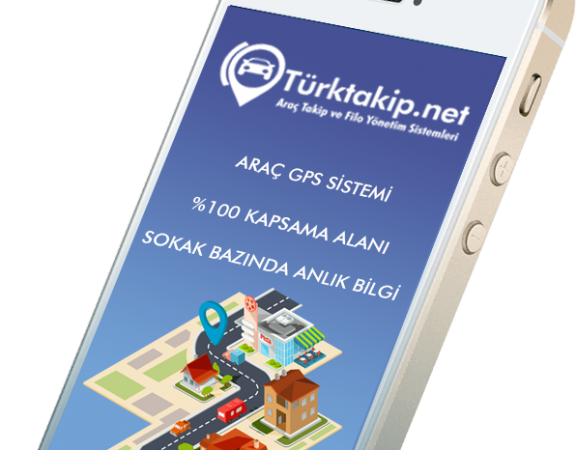 Türktakip.net
Araç Takip ve Filo Yönetim Sistemleri
ARAÇ GPS SİSTEMİ
%100 KAPSAMA ALANI
SOKAK BAZINDA ANLIK BİLGİ